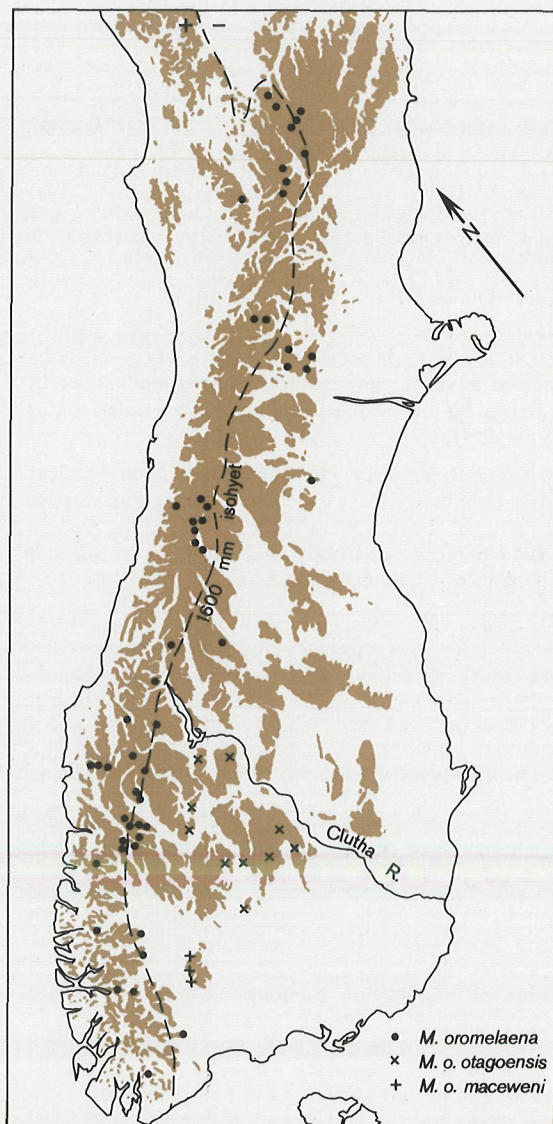 + −
N
1600 mm isohyet
Clutha R.
• M. oromelaena
× M. o. otagoensis
+ M. o. maceweni